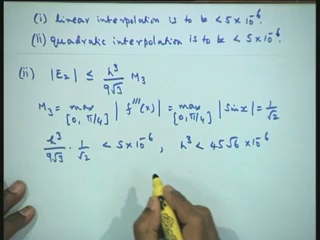 (i) linear interpolation is to be < 5 × 10⁻⁶.
(ii) quadratic interpolation is to be < 5 × 10⁻⁶.
(ii) |E₂| ≤ h³/9√3 M₃
M₃ = max [0, π/4] |f'''(x)| = max [0, π/4] |sin x| = 1/√2
h³/9√3 · 1/√2 < 5 × 10⁻⁶, h³ < 45√6 × 10⁻⁶